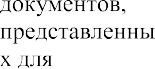 документов,
представленны
х для